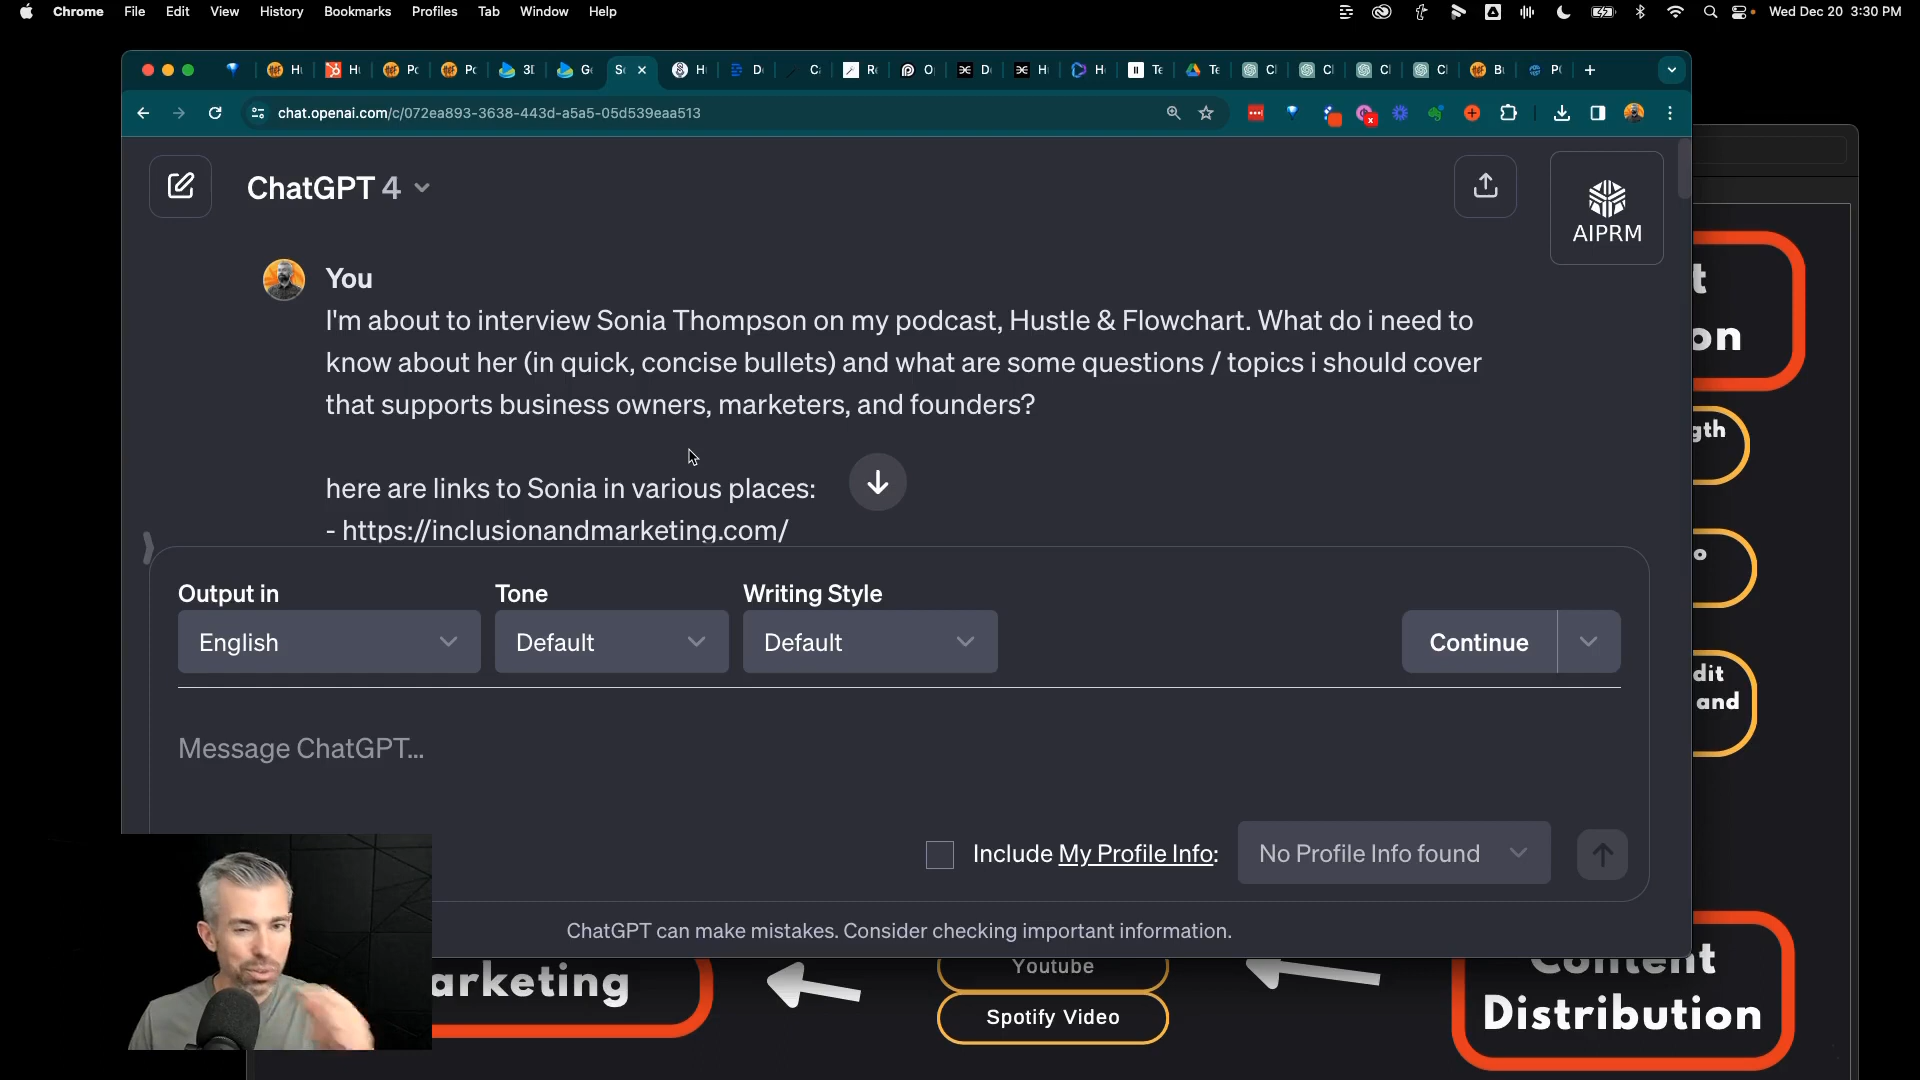 Chrome File Edit View History Bookmarks Profiles Tab Window Help
Wed Dec 20 3:30 PM
chat.openai.com/c/072ea893-3638-443d-a5a5-05d539eaa513
ChatGPT 4
AIPRM
You
I'm about to interview Sonia Thompson on my podcast, Hustle & Flowchart. What do i need to
know about her (in quick, concise bullets) and what are some questions / topics i should cover
that supports business owners, marketers, and founders?
here are links to Sonia in various places:
- https://inclusionandmarketing.com/
Output in
Tone
Writing Style
English
Default
Default
Continue
Message ChatGPT...
Include My Profile Info:
No Profile Info found
ChatGPT can make mistakes. Consider checking important information.
arketing
Youtube
Spotify Video
Content
Distribution
on
dit
and